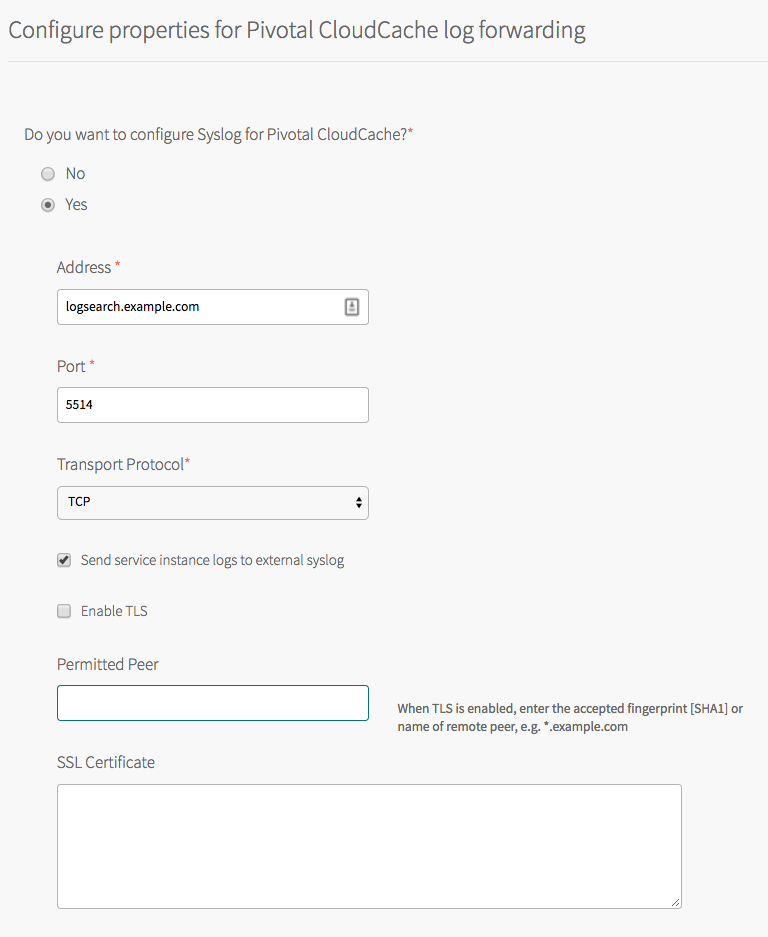 Configure properties for Pivotal CloudCache log forwarding
Do you want to configure Syslog for Pivotal CloudCache?*
No
Yes
Address *
logsearch.example.com
Port *
5514
Transport Protocol*
TCP
Send service instance logs to external syslog
Enable TLS
Permitted Peer
When TLS is enabled, enter the accepted fingerprint [SHA1] or
name of remote peer, e.g. *.example.com
SSL Certificate